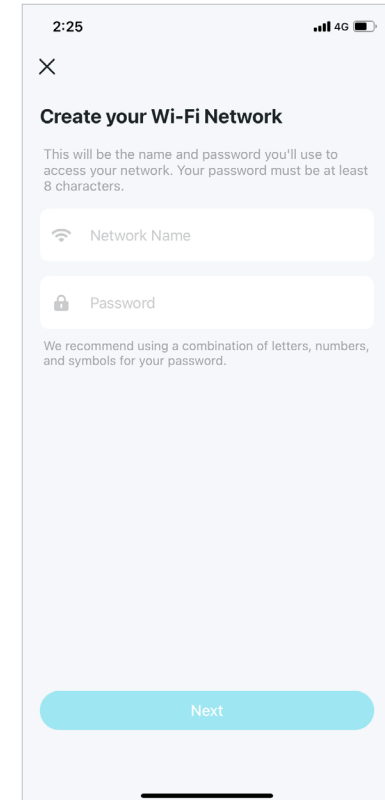 2:25
4G
Create your Wi-Fi Network
This will be the name and password you'll use to
access your network. Your password must be at least
8 characters.
Network Name
Password
We recommend using a combination of letters, numbers,
and symbols for your password.
Next